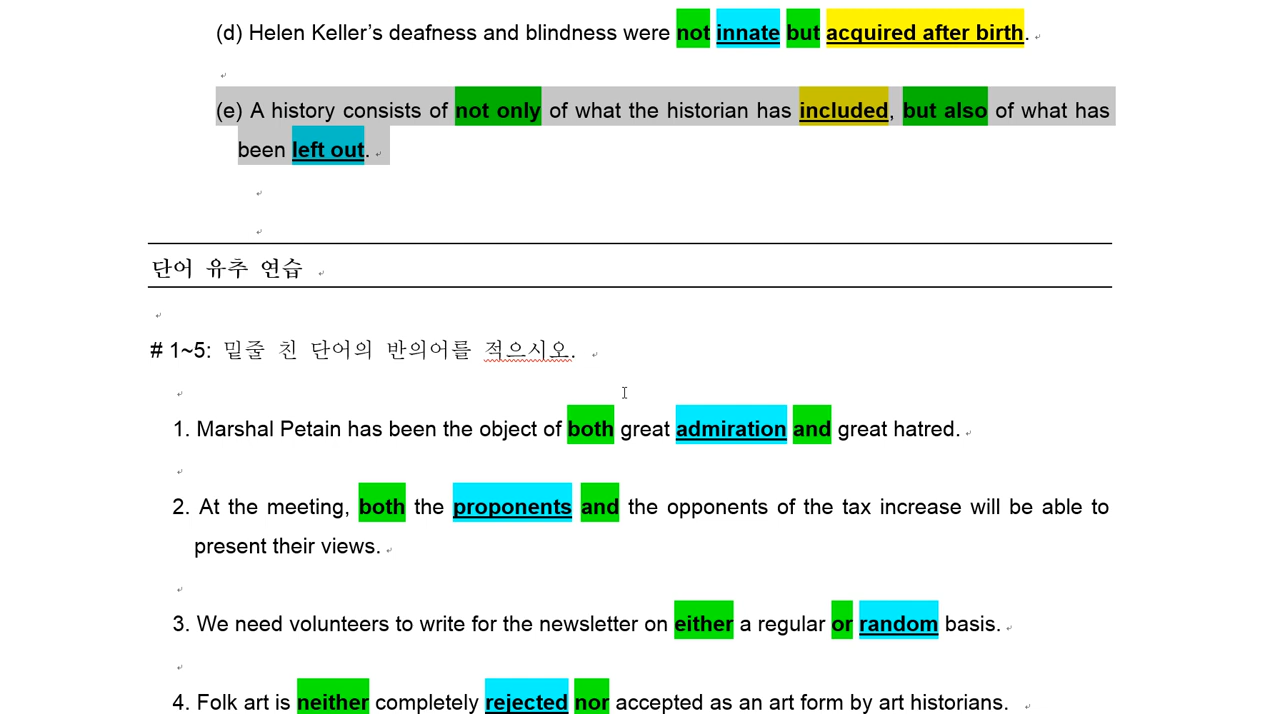 (d) Helen Keller’s deafness and blindness were not innate but acquired after birth.
(e) A history consists of not only of what the historian has included, but also of what has
been left out.
단어 유추 연습
# 1~5: 밑줄 친 단어의 반의어를 적으시오.
1. Marshal Petain has been the object of both great admiration and great hatred.
2. At the meeting, both the proponents and the opponents of the tax increase will be able to
present their views.
3. We need volunteers to write for the newsletter on either a regular or random basis.
4. Folk art is neither completely rejected nor accepted as an art form by art historians.